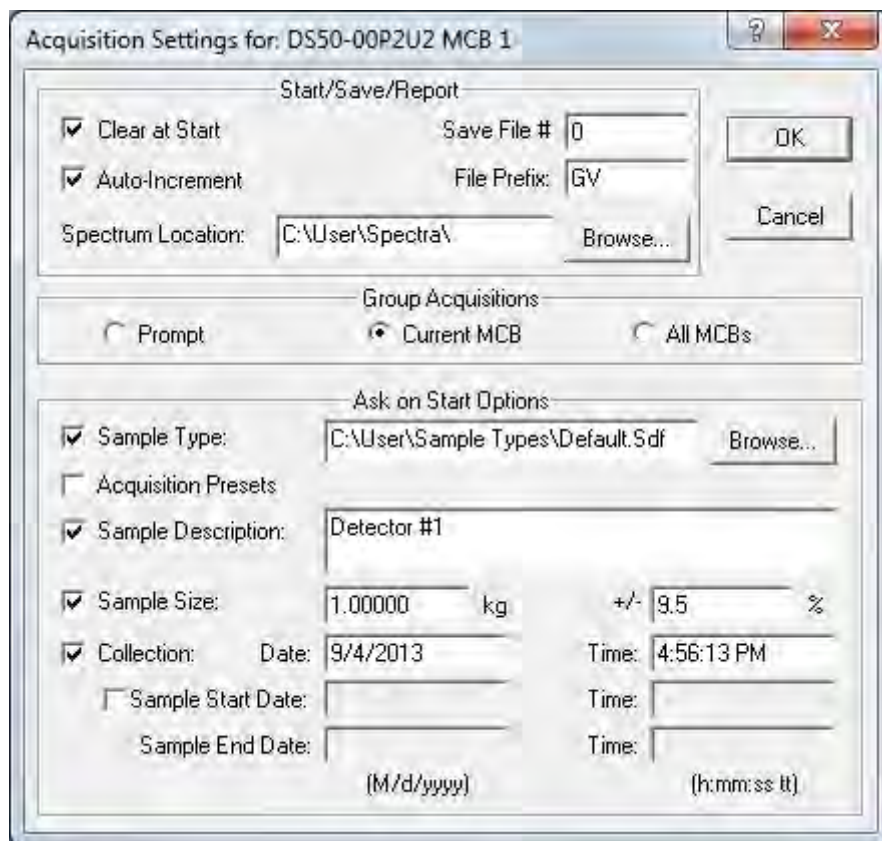 Acquisition Settings for: DS50-00P2U2 MCB 1
Start/Save/Report
Clear at Start Save File # 0 OK
Auto-Increment File Prefix: GV
Spectrum Location: C:\User\Spectra\ Browse... Cancel
Group Acquisitions
Prompt Current MCB All MCBs
Ask on Start Options
Sample Type: C:\User\Sample Types\Default.Sdf Browse...
Acquisition Presets
Sample Description: Detector #1
Sample Size: 1.00000 kg +/- 9.5 %
Collection: Date: 9/4/2013 Time: 4:56:13 PM
Sample Start Date: Time:
Sample End Date: Time:
(M/d/yyyy) (h:mm:ss tt)